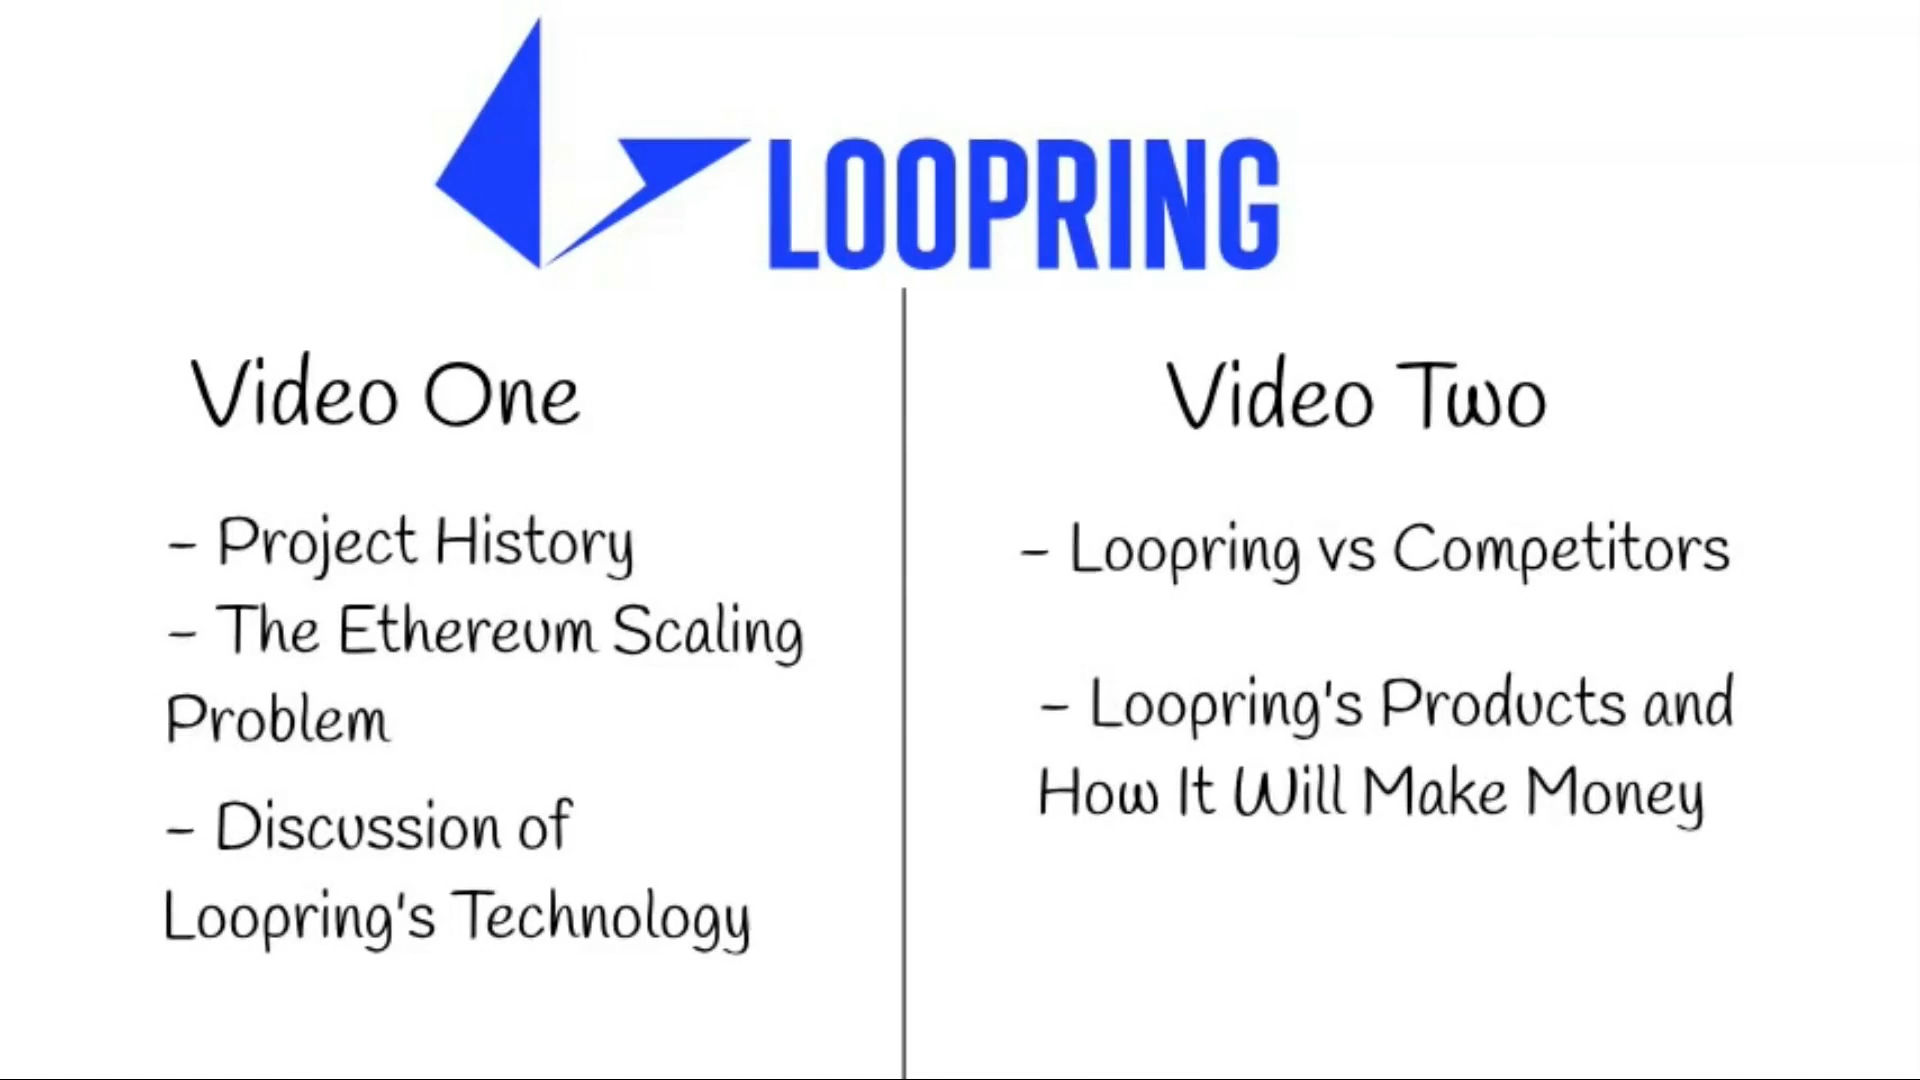 LOOPRING
Video One
- Project History
- The Ethereum Scaling
Problem
- Discussion of
Loopring's Technology
Video Two
- Loopring vs Competitors
- Loopring's Products and
How It Will Make Money